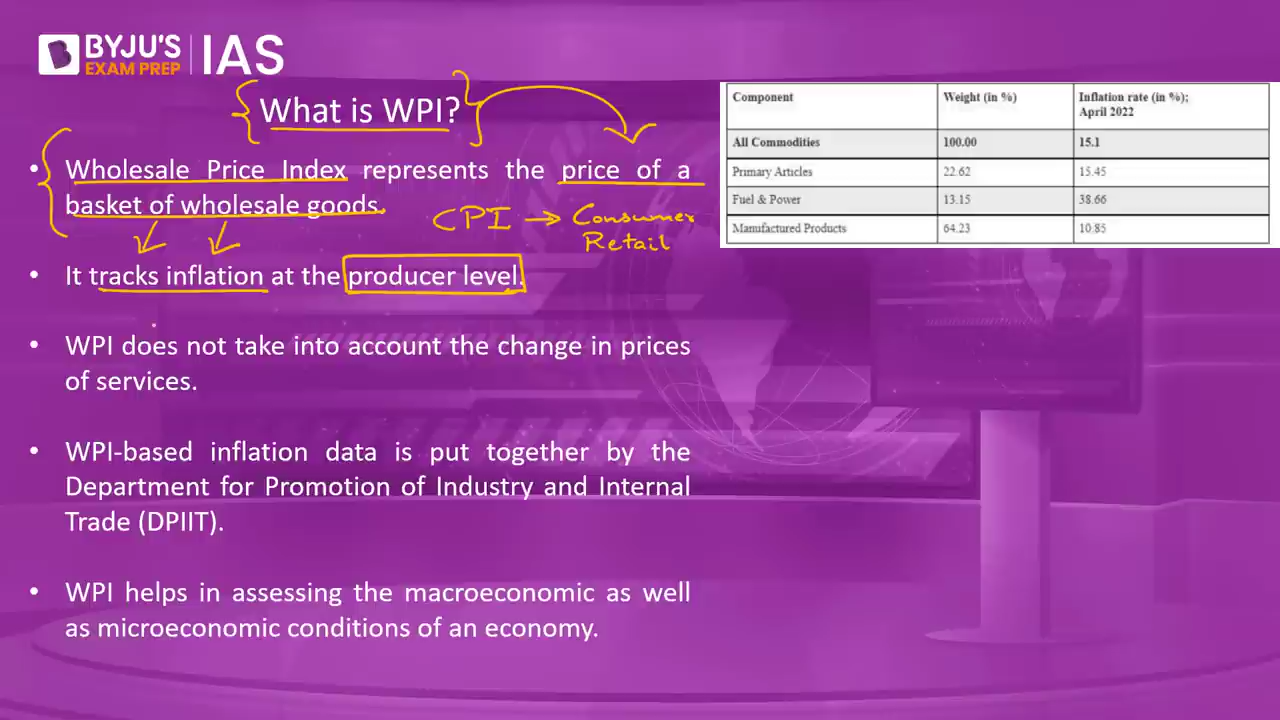 BYJU'S
EXAM PREP
IAS
What is WPI?
• Wholesale Price Index represents the price of a
basket of wholesale goods.
CPI → Consumer
Retail
• It tracks inflation at the producer level.
• WPI does not take into account the change in prices
of services.
• WPI-based inflation data is put together by the
Department for Promotion of Industry and Internal
Trade (DPIIT).
• WPI helps in assessing the macroeconomic as well
as microeconomic conditions of an economy.
Component Weight (in %) Inflation rate (in %);
April 2022
All Commodities 100.00 15.1
Primary Articles 22.62 15.45
Fuel & Power 13.15 38.66
Manufactured Products 64.23 10.85